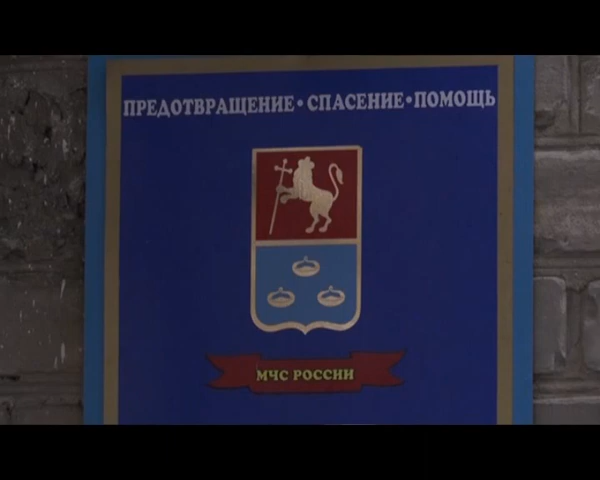 ПРЕДОТВРАЩЕНИЕ • СПАСЕНИЕ • ПОМОЩЬ
МЧС РОССИИ